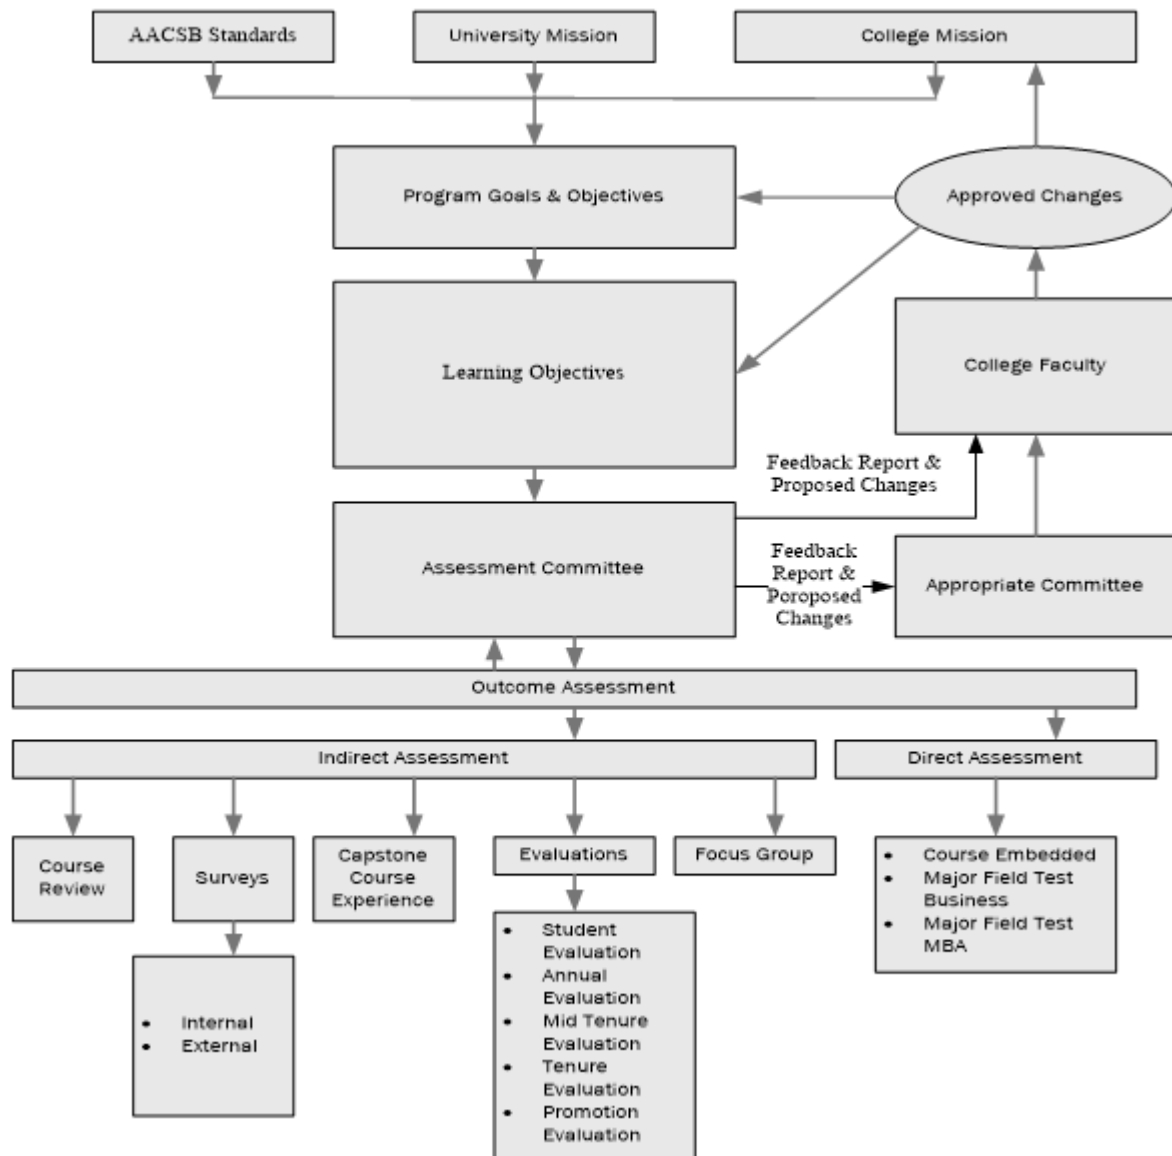 AACSB Standards
University Mission
College Mission
Program Goals & Objectives
Approved Changes
Learning Objectives
College Faculty
Feedback Report &
Proposed Changes
Assessment Committee
Feedback
Report &
Poroposed
Changes
Appropriate Committee
Outcome Assessment
Indirect Assessment
Direct Assessment
Course
Review
Surveys
Capstone
Course
Experience
Evaluations
Focus Group
• Course Embedded
• Major Field Test
Business
• Major Field Test
MBA
• Internal
• External
• Student
Evaluation
• Annual
Evaluation
• Mid Tenure
Evaluation
• Tenure
Evaluation
• Promotion
Evaluation